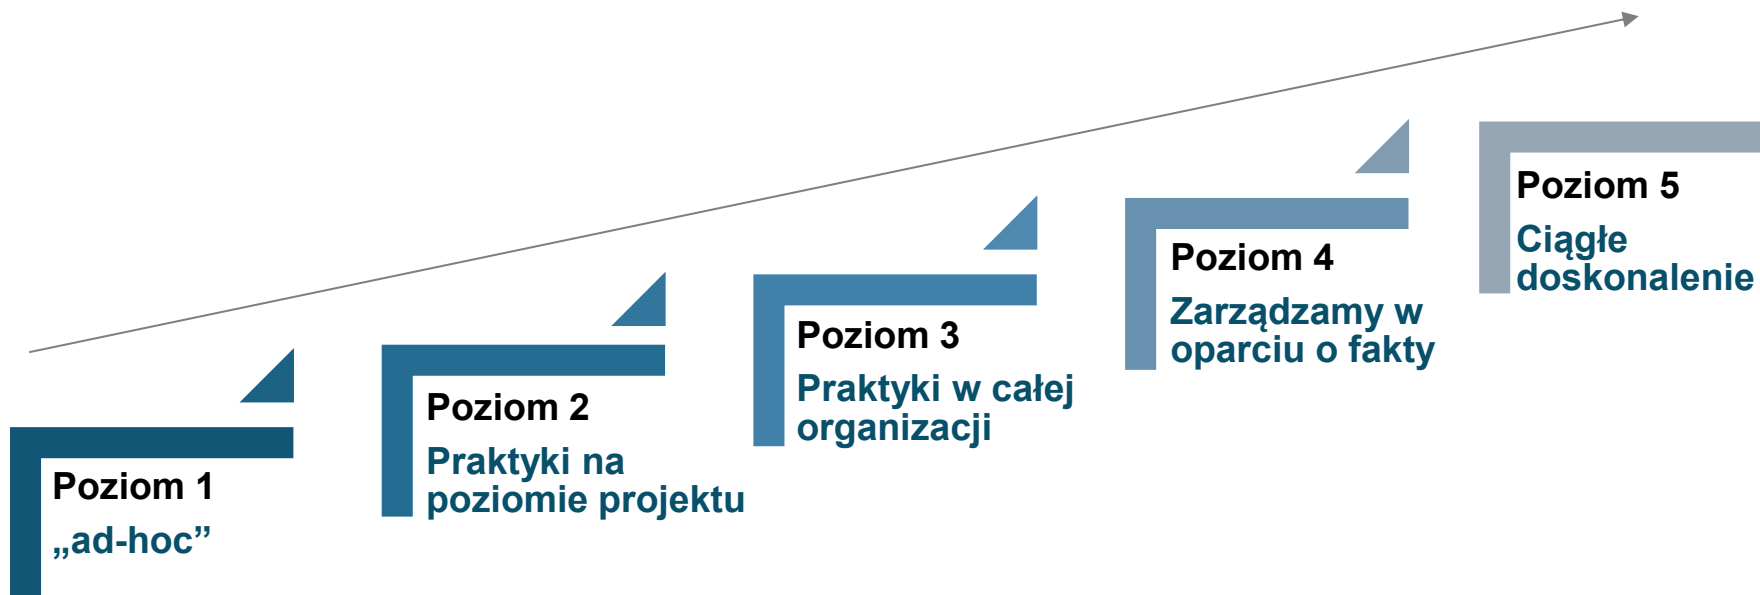 Poziom 1
„ad-hoc”
Poziom 2
Praktyki na
poziomie projektu
Poziom 3
Praktyki w całej
organizacji
Poziom 4
Zarządzamy w
oparciu o fakty
Poziom 5
Ciągłe
doskonalenie